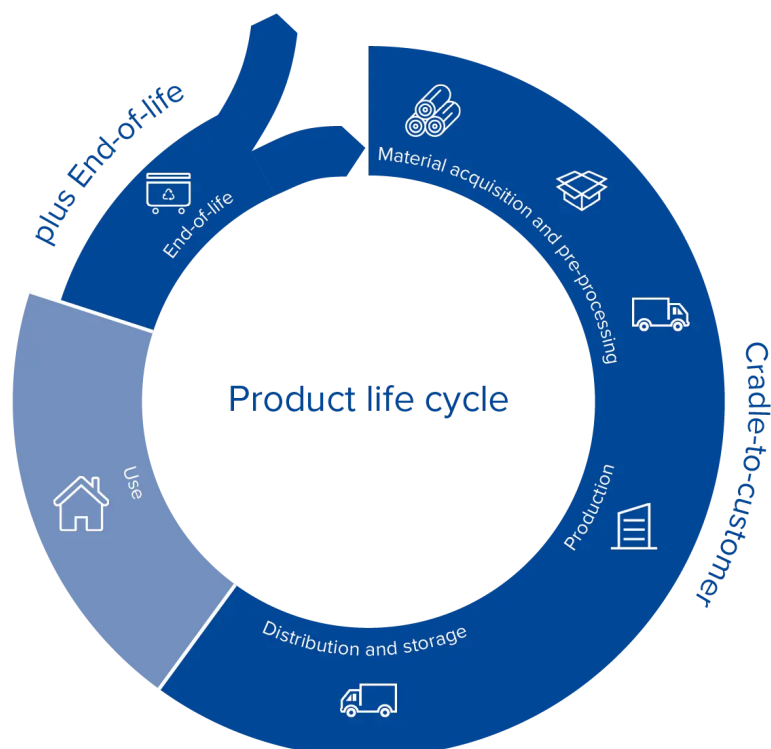 Product life cycle
Material acquisition and pre-processing
Production
Distribution and storage
Use
End-of-life
Cradle-to-customer
plus End-of-life